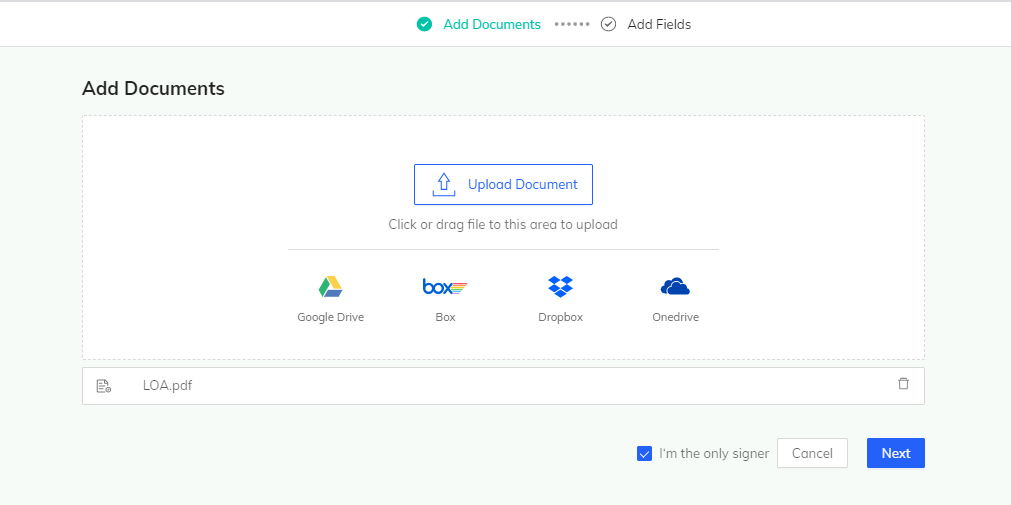 Add Documents Add Fields
Add Documents
Upload Document
Click or drag file to this area to upload
box
Google Drive Box Dropbox Onedrive
LOA.pdf
I'm the only signer Cancel Next